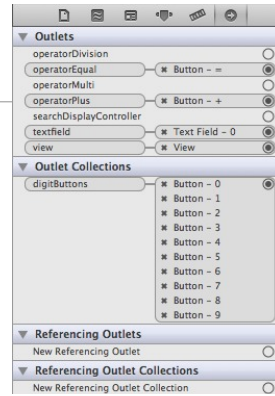 Outlets
operatorDivision
operatorEqual Button - =
operatorMulti
operatorPlus Button - +
searchDisplayController
textfield Text Field - 0
view View
Outlet Collections
digitButtons Button - 0
Button - 1
Button - 2
Button - 3
Button - 4
Button - 5
Button - 6
Button - 7
Button - 8
Button - 9
Referencing Outlets
New Referencing Outlet
Referencing Outlet Collections
New Referencing Outlet Collection